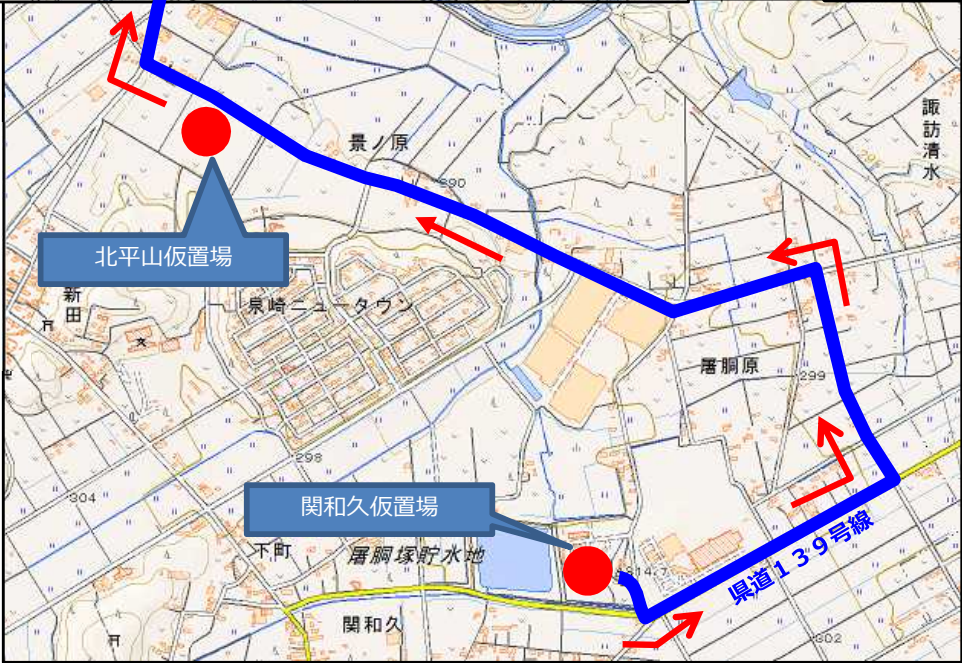 諏訪清水
景ノ原
290
北平山仮置場
新田
泉崎ニュータウン
屠胴原
299
298
304
関和久仮置場
下町
屠胴塚貯水地
314.7
県道139号線
関和久
302